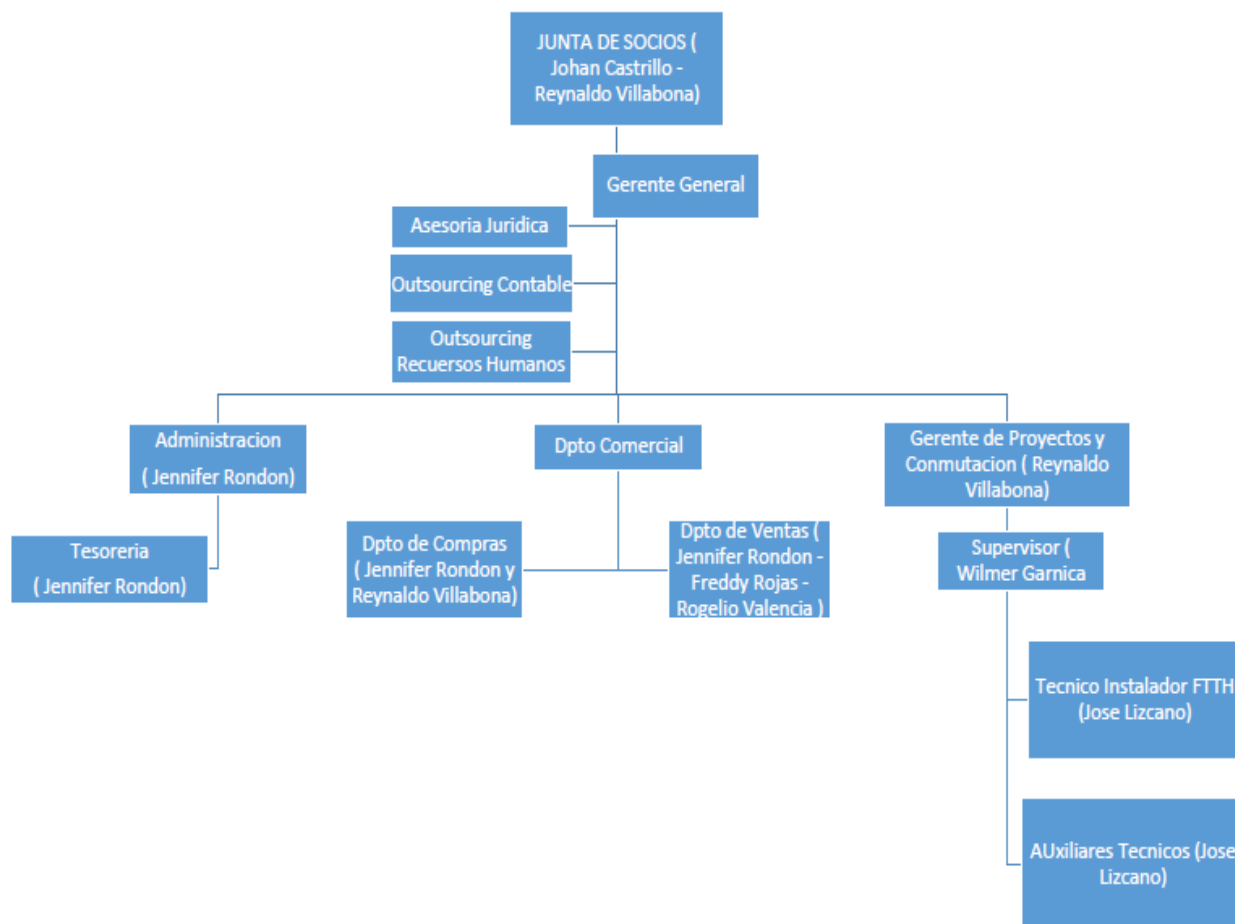 JUNTA DE SOCIOS (
Johan Castrillo -
Reynaldo Villabona)
Gerente General
Asesoria Juridica
Outsourcing Contable
Outsourcing
Recuersos Humanos
Administracion
( Jennifer Rondon)
Dpto Comercial
Gerente de Proyectos y
Conmutacion ( Reynaldo
Villabona)
Tesoreria
( Jennifer Rondon)
Dpto de Compras
( Jennifer Rondon y
Reynaldo Villabona)
Dpto de Ventas (
Jennifer Rondon -
Freddy Rojas -
Rogelio Valencia )
Supervisor (
Wilmer Garnica
Tecnico Instalador FTTH
(Jose Lizcano)
AUxiliares Tecnicos (Jose
Lizcano)